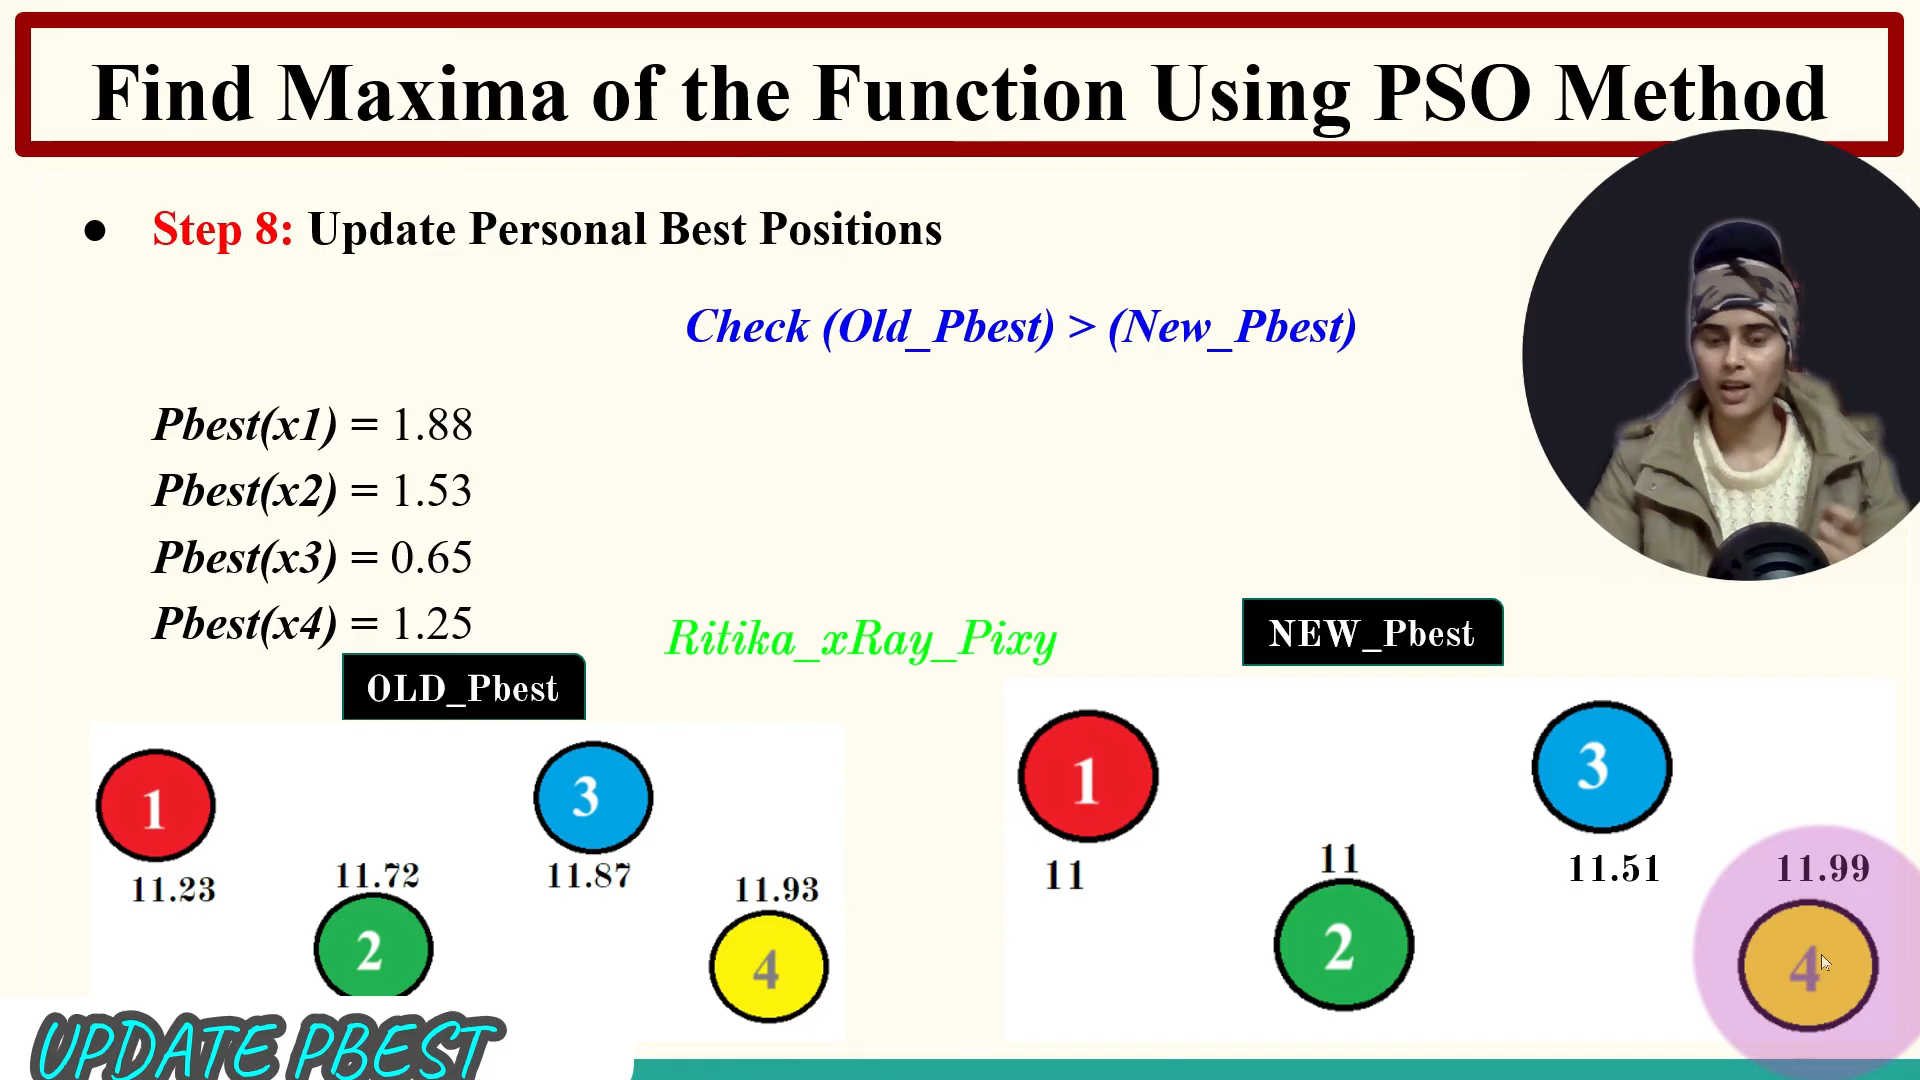 Find Maxima of the Function Using PSO Method
● Step 8: Update Personal Best Positions
Check (Old_Pbest) > (New_Pbest)
Pbest(x1) = 1.88
Pbest(x2) = 1.53
Pbest(x3) = 0.65
Pbest(x4) = 1.25
Ritika_xRay_Pixy
OLD_Pbest
1
11.23
11.72
2
3
11.87
11.93
4
NEW_Pbest
1
11
11
2
3
11.51
11.99
4
UPDATE PBEST